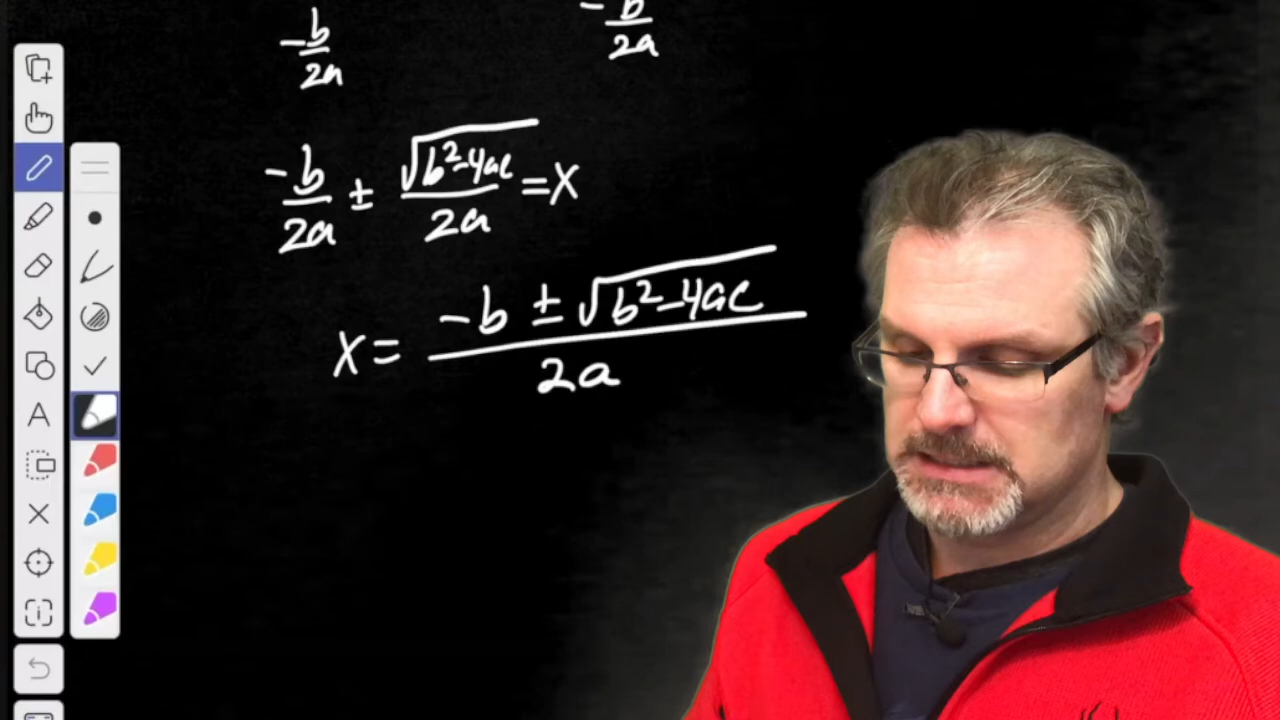 -b/2a -b/2a
-b/2a ± √(b²-4ac)/2a = x
x = (-b ± √(b²-4ac))/2a
A